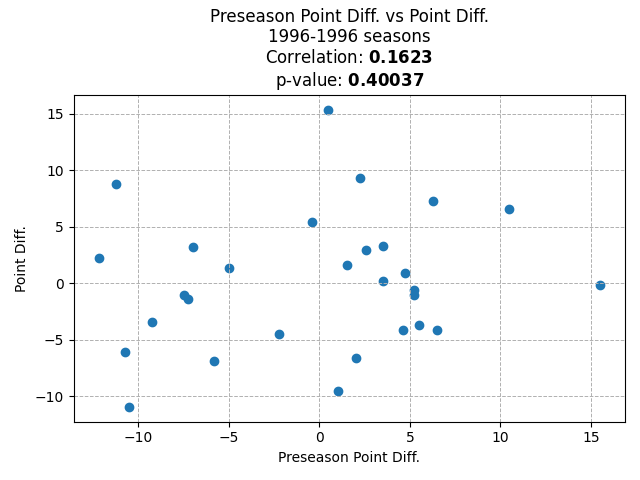 Preseason Point Diff. vs Point Diff.
1996-1996 seasons
Correlation: 0.1623
p-value: 0.40037
15
10
5
0
−5
−10
Point Diff.
−10 −5 0 5 10 15
Preseason Point Diff.